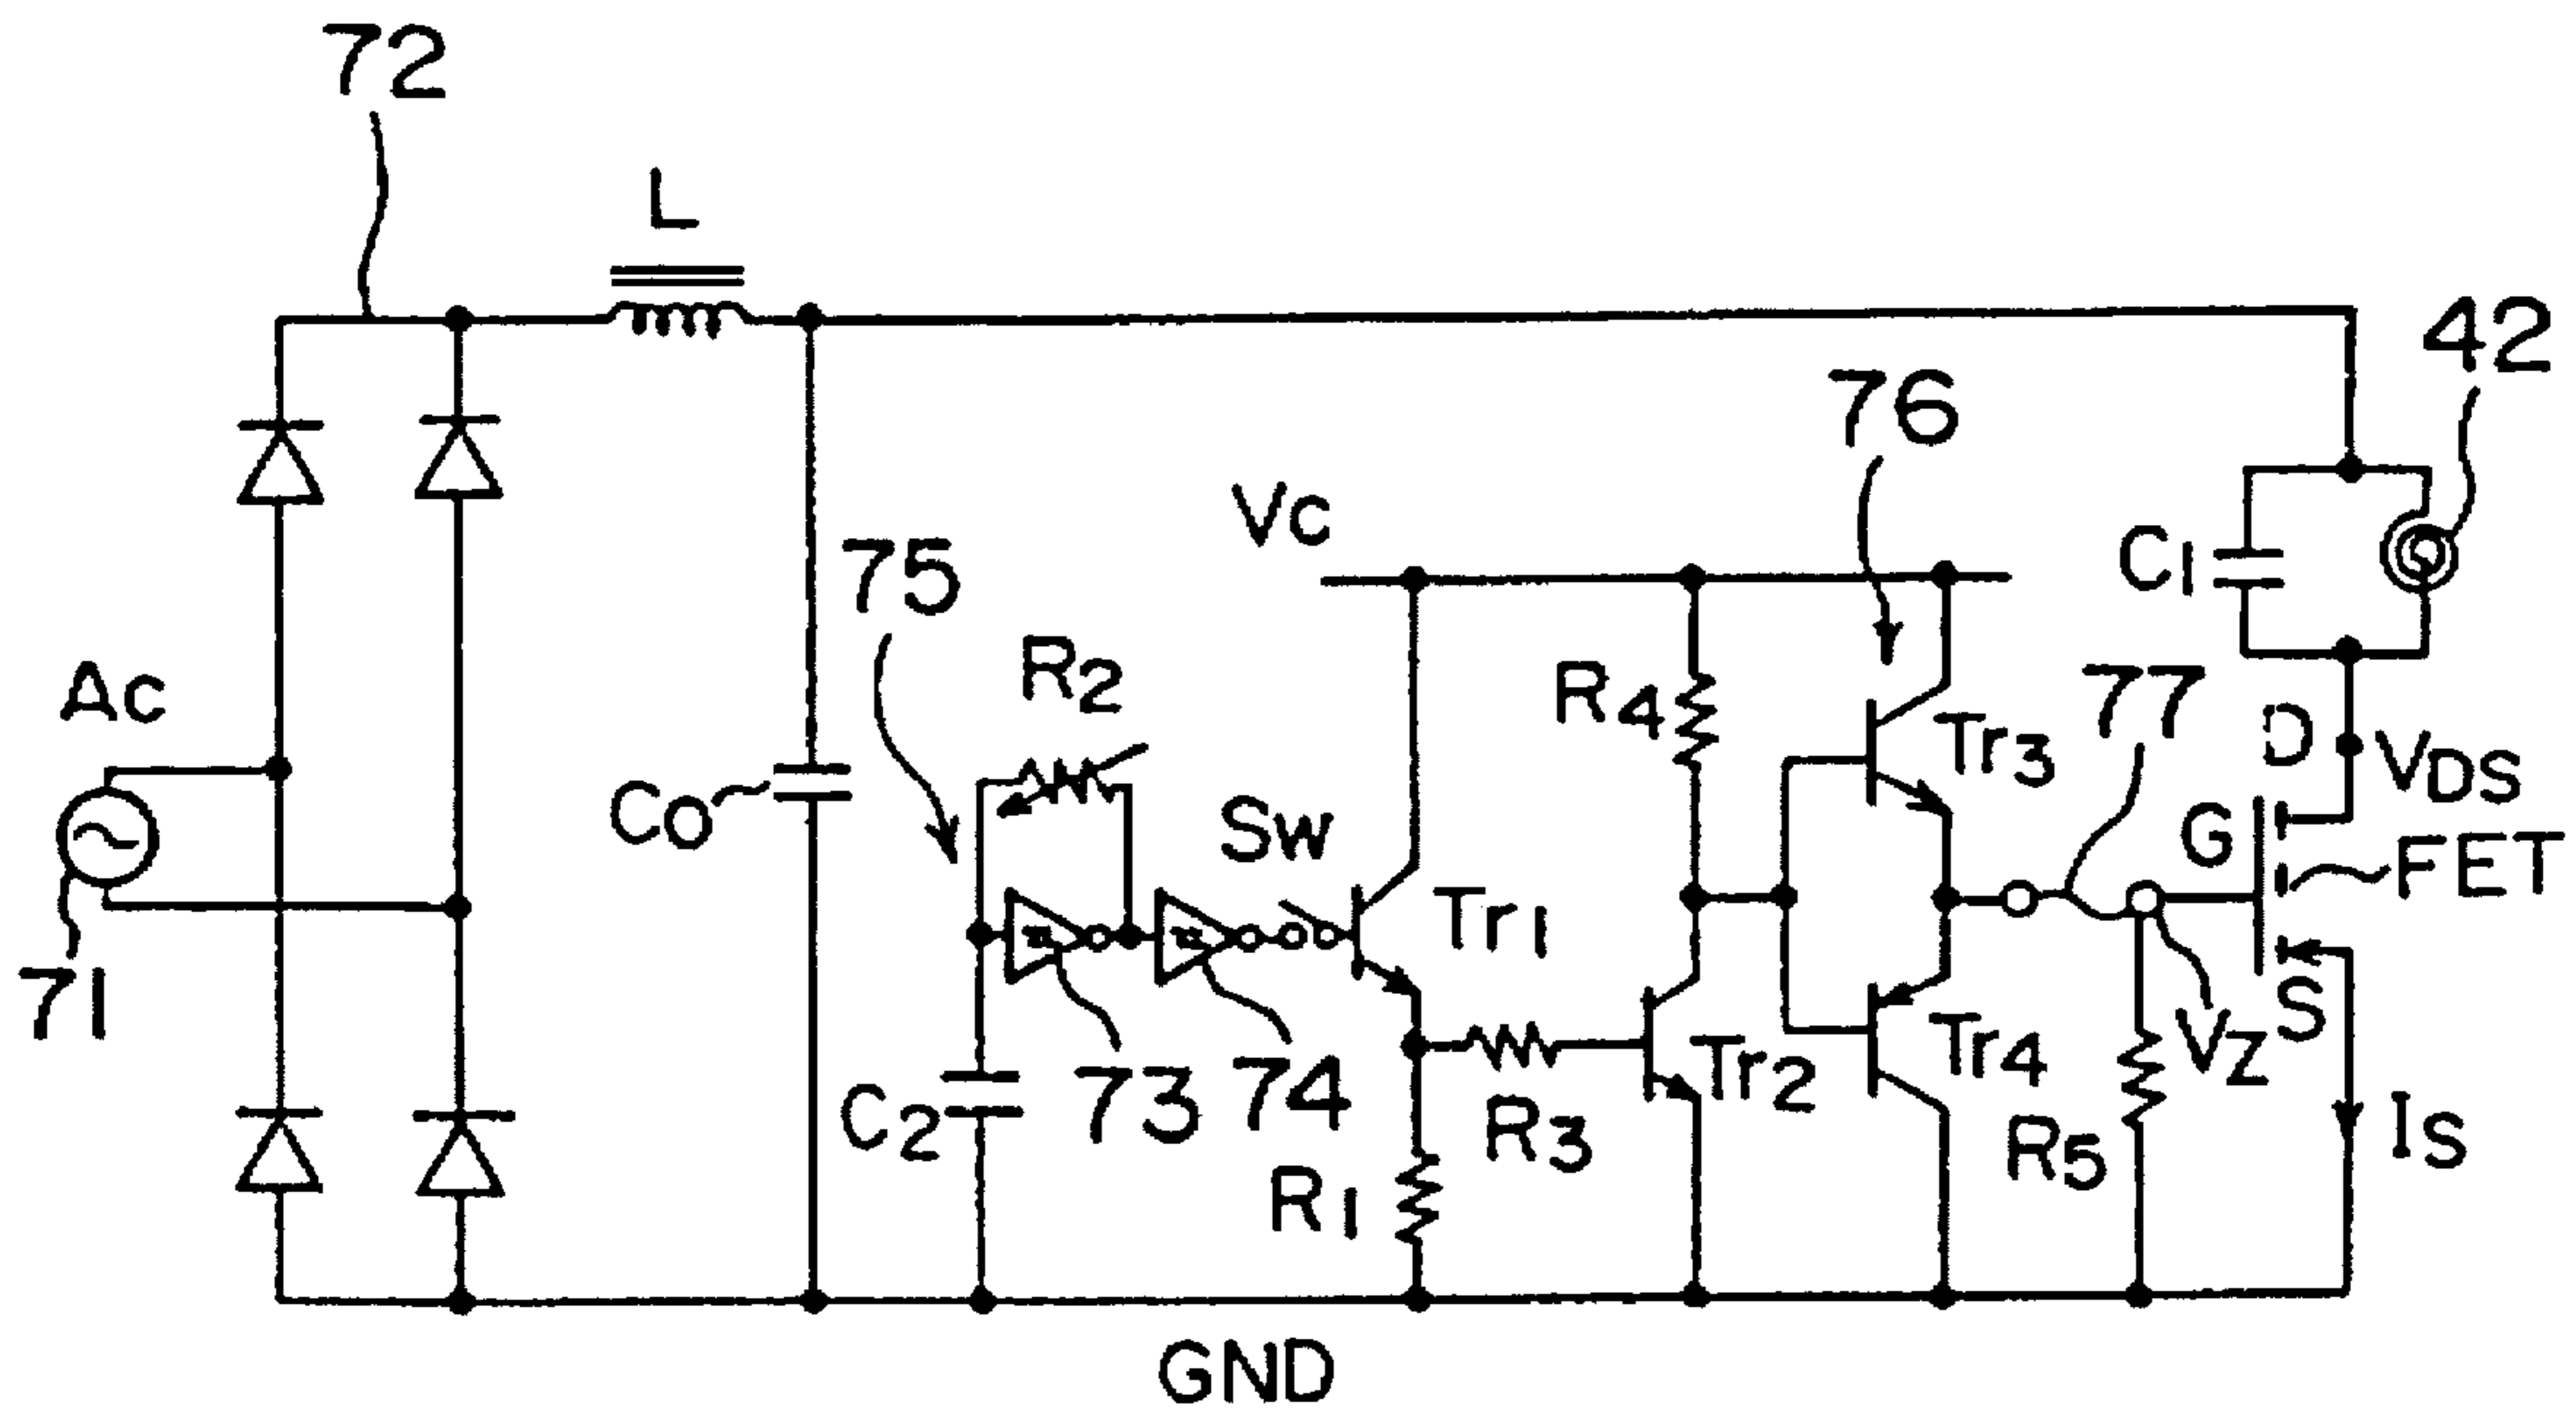 72
L
42
76
Vc
75
C1
R2
Ac
R4
77
Tr3
D
VDS
C0
Sw
G
FET
Tr1
71
S
Vz
73
74
Tr2
Tr4
C2
R3
R5
IS
R1
GND